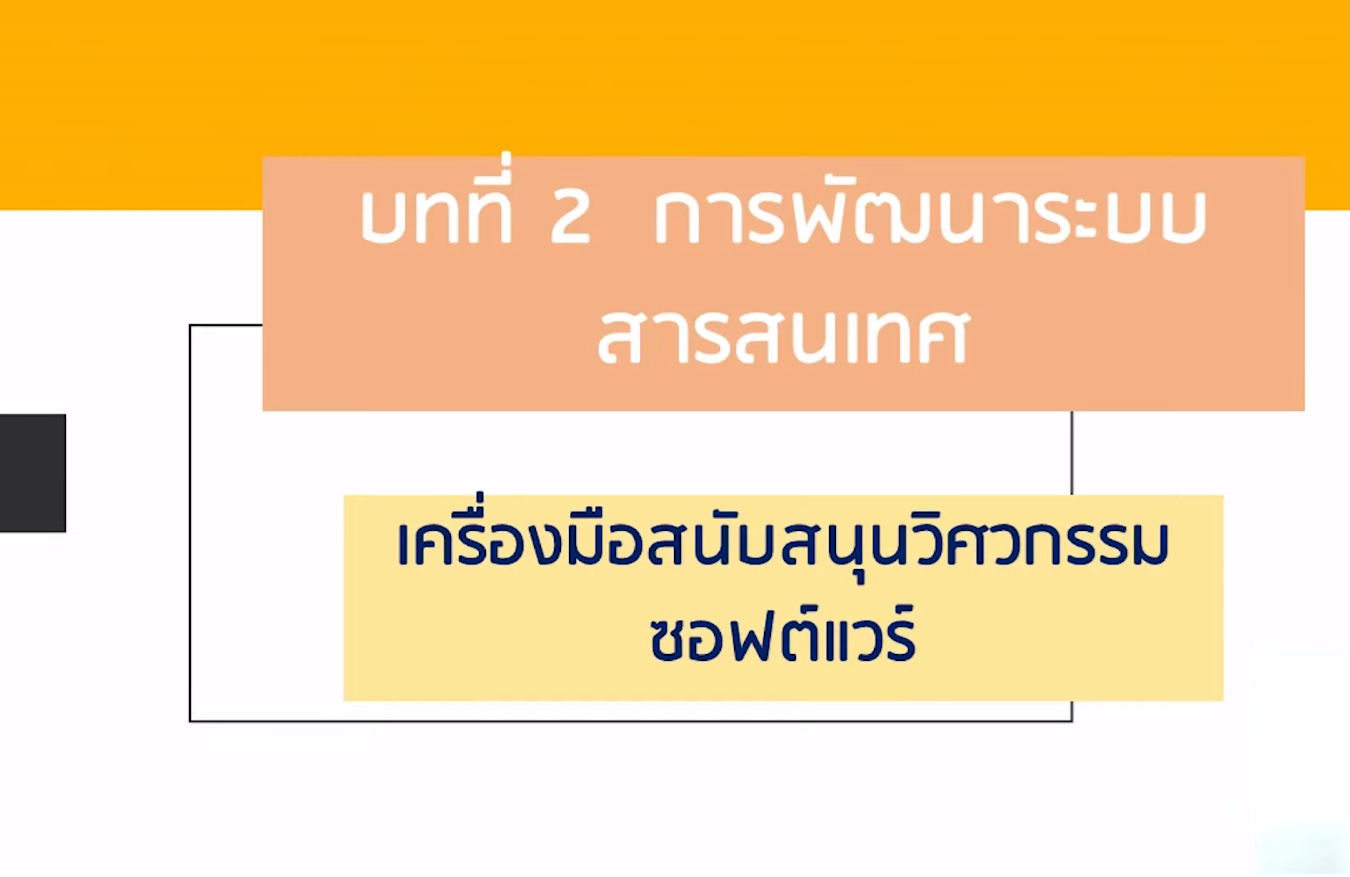 บทที่ 2 การพัฒนาระบบ
สารสนเทศ
เครื่องมือสนับสนุนวิศวกรรม
ซอฟต์แวร์